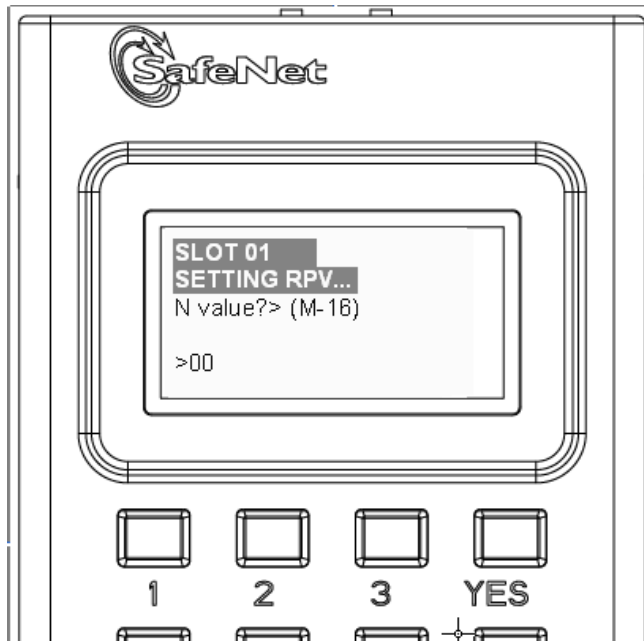 SafeNet
SLOT 01
SETTING RPV...
N value?> (M-16)
>00
1 2 3 YES